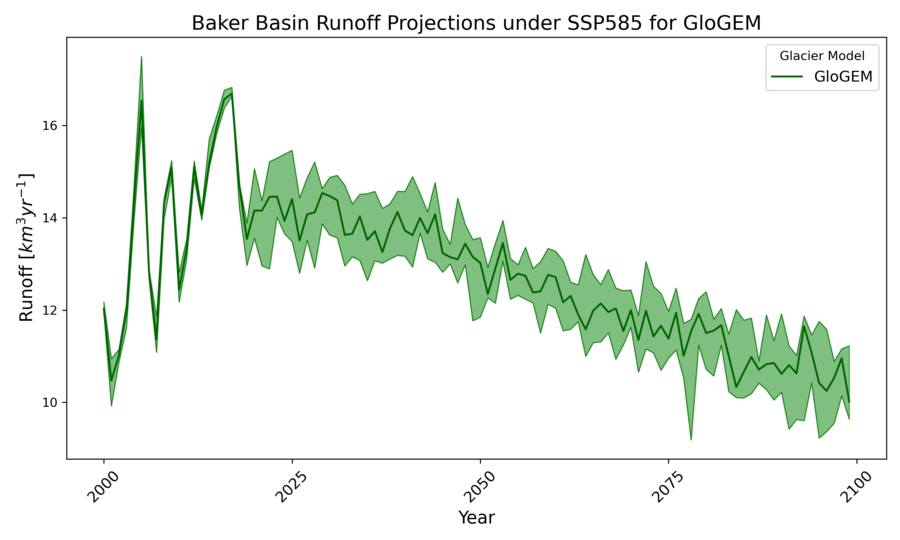 Baker Basin Runoff Projections under SSP585 for GloGEM
Glacier Model
GloGEM
Runoff [km³yr⁻¹]
16
14
12
10
2000
2025
2050
2075
2100
Year